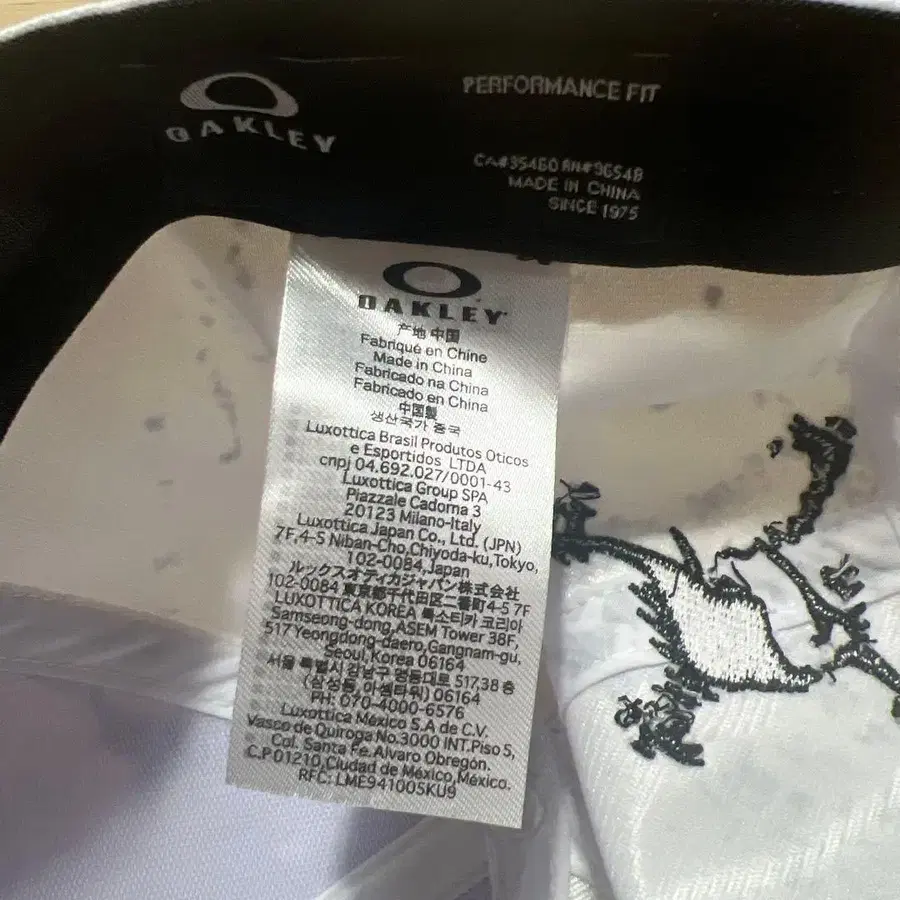 OAKLEY
PERFORMANCE FIT
CA#35460 RN#96548
MADE IN CHINA
SINCE 1975
OAKLEY
产地 中国
Fabriqué en Chine
Made in China
Fabricado na China
Fabricado en China
中国製
생산국가 중국
Luxottica Brasil Produtos Oticos
e Esportidos LTDA
cnpj 04.692.027/0001-43
Luxottica Group SPA
Piazzale Cadorna 3
20123 Milano-Italy
Luxottica Japan Co., Ltd. (JPN)
7F,4-5 Niban-Cho,Chiyoda-ku,Tokyo,
102-0084,Japan
ルックスオティカジャパン株式会社
102-0084 東京都千代田区二番町4-5 7F
LUXOTTICA KOREA 룩소티카 코리아
Samseong-dong,ASEM Tower 38F,
517 Yeongdong-daero,Gangnam-gu,
Seoul,Korea 06164
서울 특별시 강남구 영동대로 517,38 층
(삼성동, 아셈타워) 06164
PH: 070-4000-6576
Luxottica México S.A de C.V.
Vasco de Quiroga No.3000 INT.Piso 5,
Col. Santa Fe. Alvaro Obregón.
C.P 01210,Ciudad de México,México.
RFC: LME941005KU9